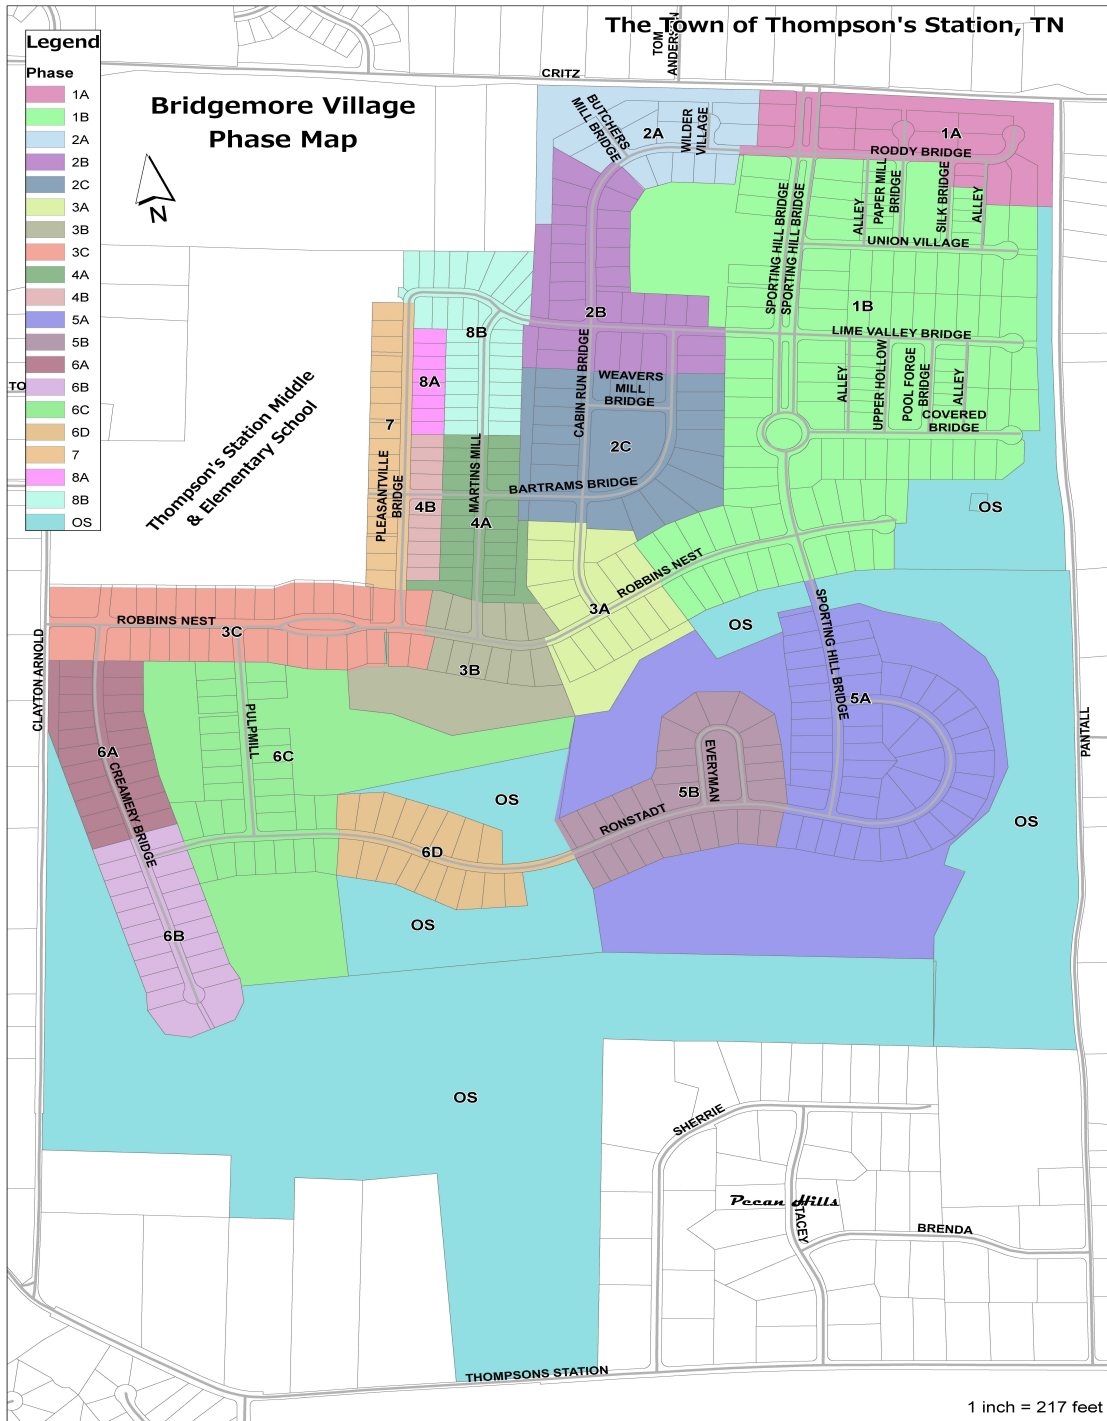 The Town of Thompson's Station, TN
TOM
ANDERSON
CRITZ
Legend
Phase
1A
1B
2A
2B
2C
3A
3B
3C
4A
4B
5A
5B
6A
6B
6C
6D
7
8A
8B
OS
Bridgemore Village
Phase Map
N
BUTCHERS
MILL BRIDGE
2A
WILDER
VILLAGE
1A
RODDY BRIDGE
PAPER MILL
BRIDGE
SILK BRIDGE
ALLEY
ALLEY
SPORTING HILL BRIDGE
SPORTING HILL BRIDGE
UNION VILLAGE
1B
2B
8B
LIME VALLEY BRIDGE
CABIN RUN BRIDGE
WEAVERS
MILL
BRIDGE
ALLEY
UPPER HOLLOW
POOL FORGE
BRIDGE
ALLEY
COVERED
BRIDGE
8A
7
TO
Thompson's Station Middle
& Elementary School
2C
MARTINS MILL
BARTRAMS BRIDGE
PLEASANTVILLE
BRIDGE
4B
4A
OS
ROBBINS NEST
3A
OS
SPORTING HILL BRIDGE
ROBBINS NEST
3C
3B
CLAYTON ARNOLD
5A
PANTALL
PULPMILL
6A
6C
CREAMERY BRIDGE
EVERYMAN
5B
RONSTADT
OS
OS
6D
OS
6B
OS
SHERRIE
Pecan Hills
STACEY
BRENDA
THOMPSONS STATION
1 inch = 217 feet